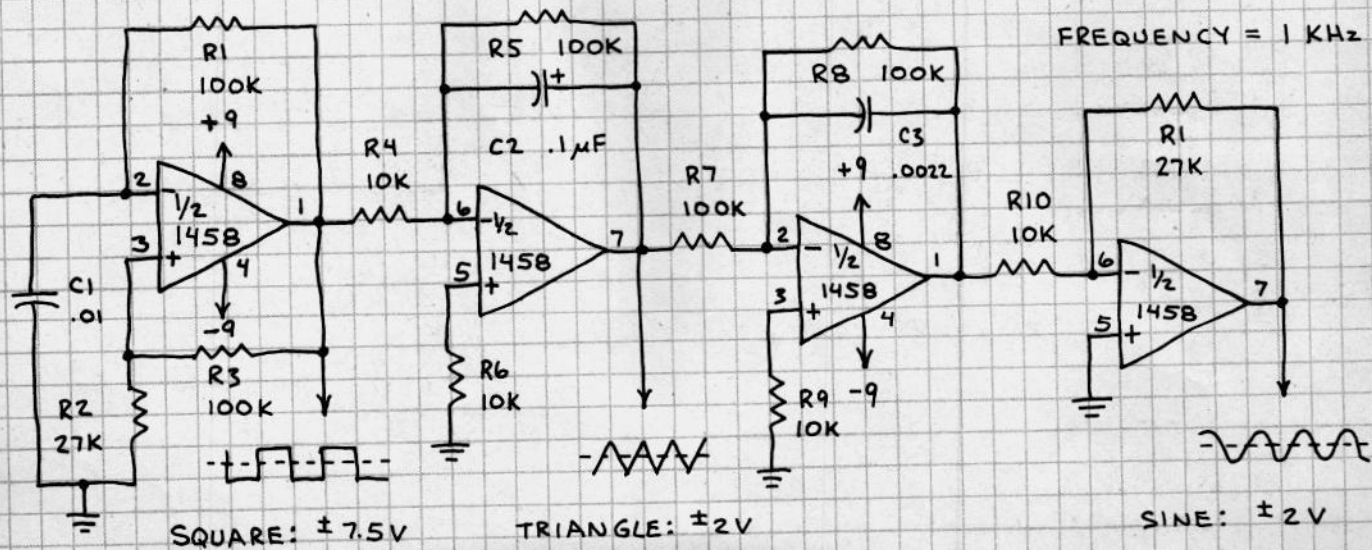 FREQUENCY = 1 KHz
R1
100K
+9
2
-
8
1/2
1458
1
3
+
4
-9
C1
.01
R2
27K
R3
100K
R4
10K
R5 100K
+
C2 .1µF
6
-
1/2
1458
7
5
+
R6
10K
R7
100K
R8 100K
C3
.0022
+9
2
-
8
1/2
1458
1
3
+
4
-9
R9
10K
R10
10K
R1
27K
6
-
1/2
1458
7
5
+
SQUARE: ±7.5V
TRIANGLE: ±2V
SINE: ±2V